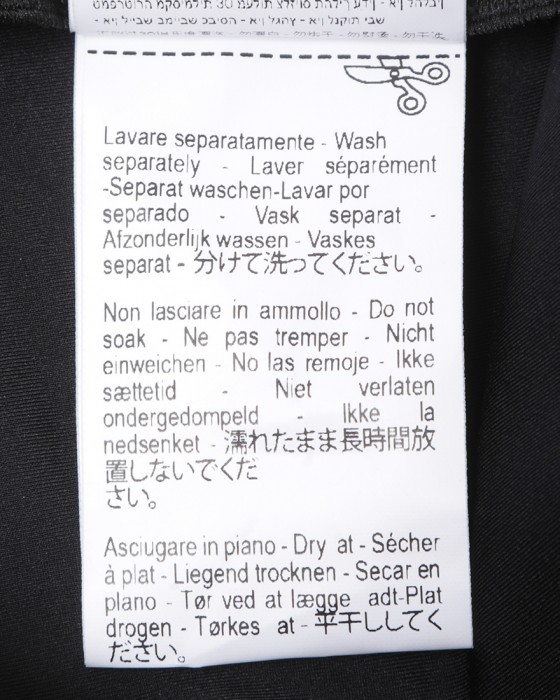 Lavare separatamente - Wash
separately - Laver séparément
-Separat waschen-Lavar por
separado - Vask separat -
Afzonderlijk wassen - Vaskes
separat - 分けて洗ってください。
Non lasciare in ammollo - Do not
soak - Ne pas tremper - Nicht
einweichen - No las remoje - Ikke
sættetid - Niet verlaten
ondergedompeld - Ikke la
nedsenket - 濡れたまま長時間放
置しないでくだ
さい。
Asciugare in piano - Dry at - Sécher
à plat - Liegend trocknen - Secar en
plano - Tør ved at lægge adt-Plat
drogen - Tørkes at - 平干ししてく
ださい。